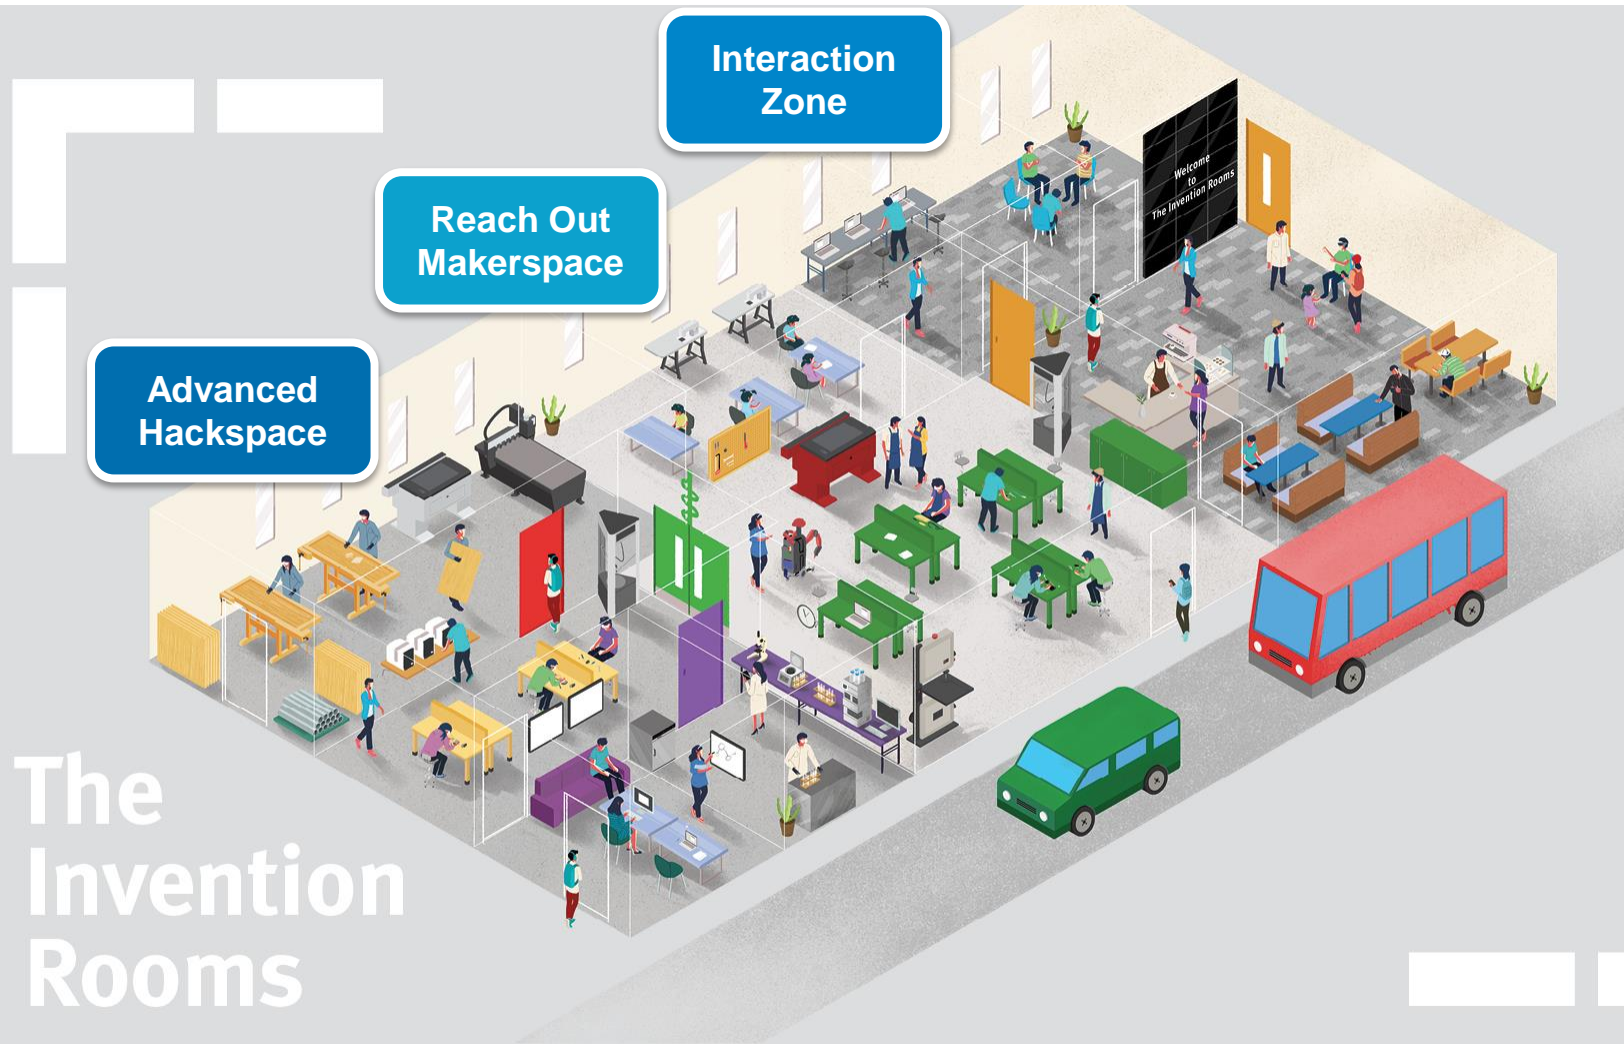 Interaction
Zone
Reach Out
Makerspace
Advanced
Hackspace
Welcome
to
The Invention Rooms
The
Invention
Rooms